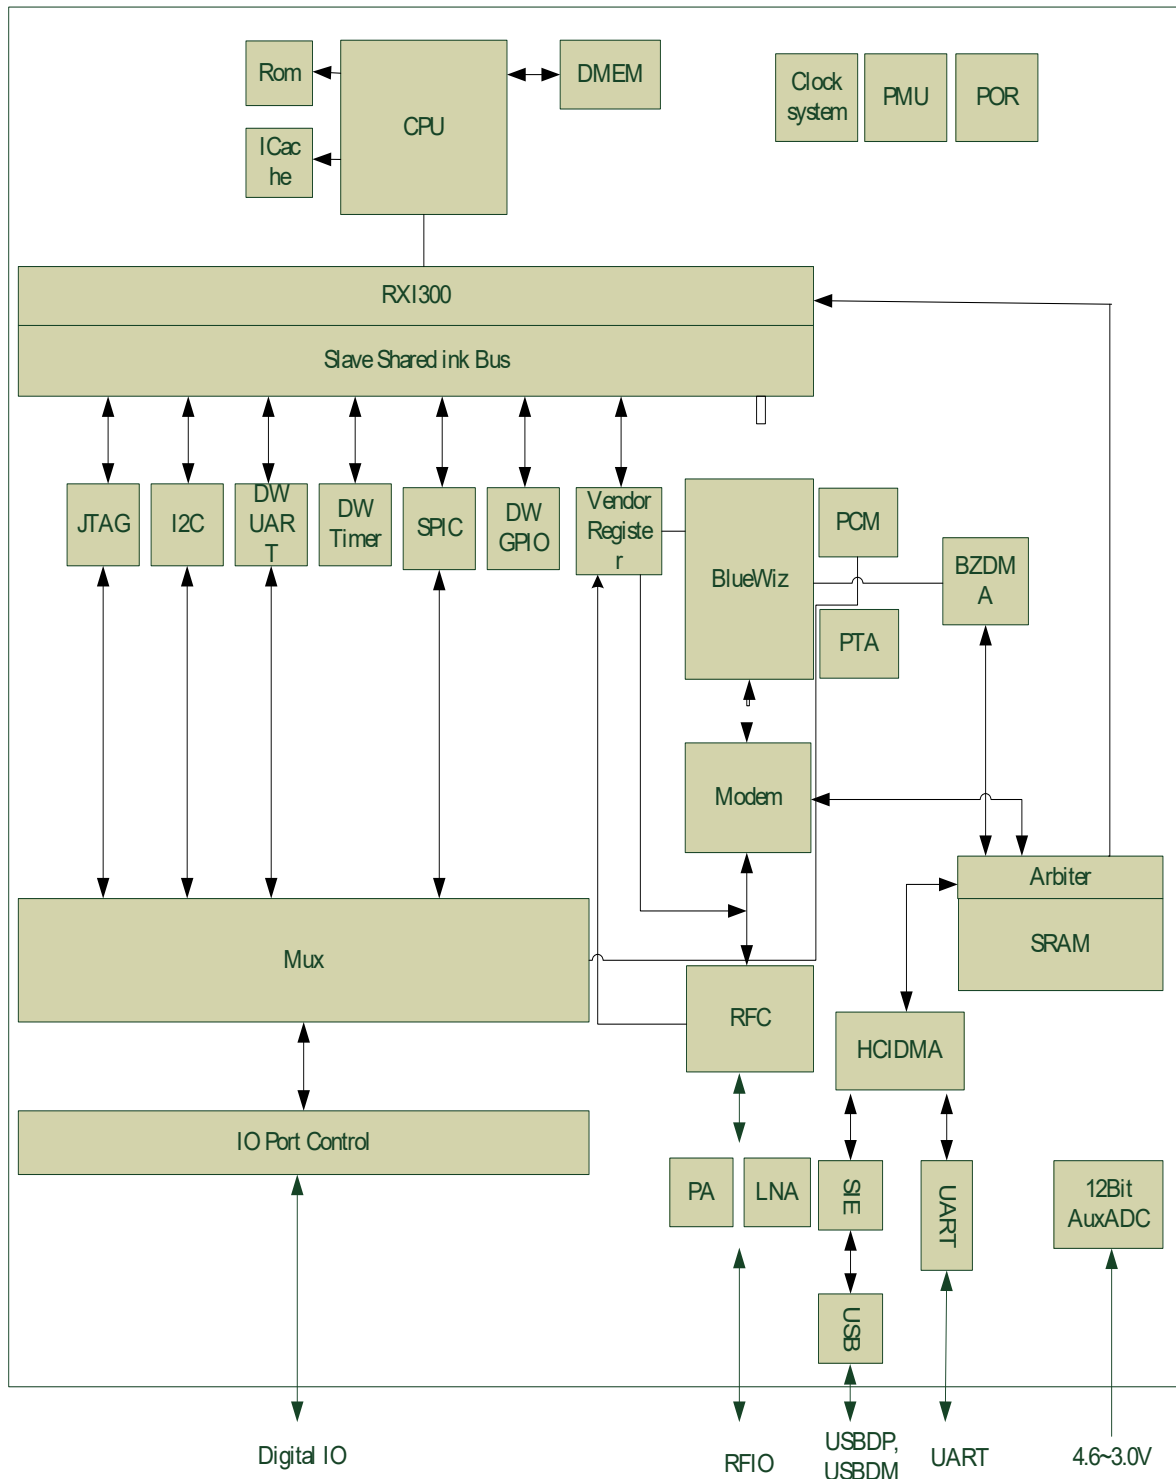 Rom
CPU
DMEM
Clock
system
PMU
POR
ICac
he
RXI300
Slave Shared ink Bus
JTAG
I2C
DW
UAR
T
DW
Timer
SPIC
DW
GPIO
Vendor
Registe
r
BlueWiz
PCM
BZDM
A
PTA
Modem
Arbiter
SRAM
Mux
RFC
HCIDMA
IO Port Control
PA
LNA
SIE
UART
12Bit
AuxADC
USB
Digital IO
RFIO
USBDP,
USBDM
UART
4.6~3.0V